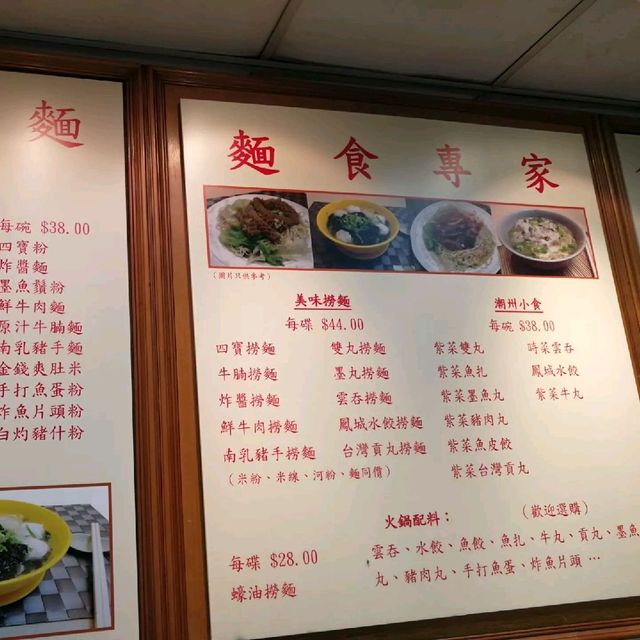 麵
每碗 $38.00
四寶粉
炸醬麵
墨魚鬚粉
鮮牛肉麵
原汁牛腩麵
南乳豬手麵
金錢爽肚米
手打魚蛋粉
炸魚片頭粉
白灼豬什粉
麵食專家
(圖片只供參考)
美味撈麵
每碟 $44.00
四寶撈麵 雙丸撈麵
牛腩撈麵 墨丸撈麵
炸醬撈麵 雲吞撈麵
鮮牛肉撈麵 鳳城水餃撈麵
南乳豬手撈麵 台灣貢丸撈麵
(米粉、米線、河粉、麵同價)
潮州小食
每碗 $38.00
紫菜雙丸 時菜雲吞
紫菜魚扎 鳳城水餃
紫菜墨魚丸 紫菜牛丸
紫菜豬肉丸
紫菜魚皮餃
紫菜台灣貢丸
每碟 $28.00
蠔油撈麵
火鍋配料： (歡迎選購)
雲吞、水餃、魚餃、魚扎、牛丸、貢丸、墨魚
丸、豬肉丸、手打魚蛋、炸魚片頭 …